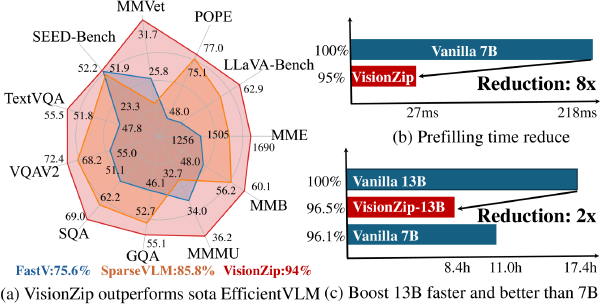 MMVet
31.7
POPE
77.0
SEED-Bench
52.2
51.9
25.8
75.1
LLaVA-Bench
62.9
TextVQA
55.5
51.8
23.3
48.0
47.8
1256
1505
MME
1690
VQAV2
72.4
68.2
55.0
51.1
48.0
32.7
46.1
56.2
60.1
MMB
62.2
69.0
SQA
52.7
34.0
55.1
GQA
36.2
MMMU
FastV:75.6% SparseVLM:85.8% VisionZip:94%
(a) VisionZip outperforms sota EfficientVLM
100% Vanilla 7B
95% VisionZip
Reduction: 8x
27ms 218ms
(b) Prefilling time reduce
100% Vanilla 13B
96.5% VisionZip-13B
Reduction: 2x
96.1% Vanilla 7B
8.4h 11.0h 17.4h
(c) Boost 13B faster and better than 7B